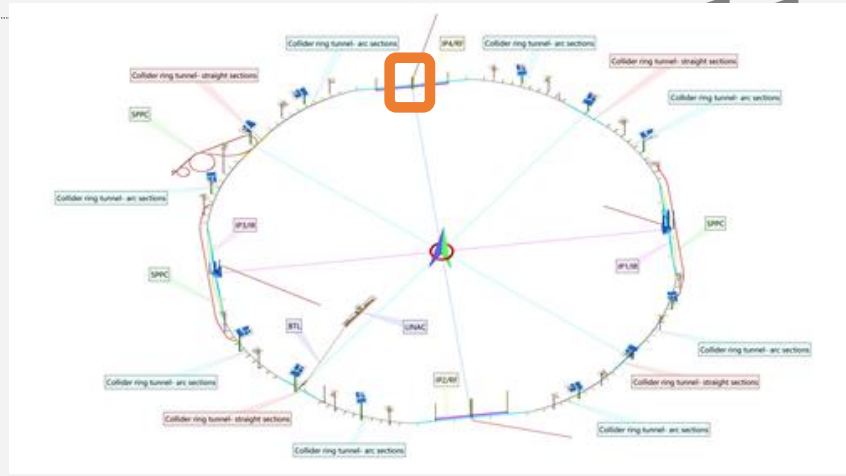 Collider ring tunnel- arc sections
IP4/RF
Collider ring tunnel- arc sections
Collider ring tunnel- straight sections
Collider ring tunnel- straight sections
Collider ring tunnel- arc sections
SPPC
Collider ring tunnel- arc sections
IP3/IR
SPPC
IP1/IR
SPPC
BTL
LINAC
Collider ring tunnel- arc sections
IP2/RF
Collider ring tunnel- arc sections
Collider ring tunnel- straight sections
Collider ring tunnel- straight sections
Collider ring tunnel- arc sections
Collider ring tunnel- arc sections